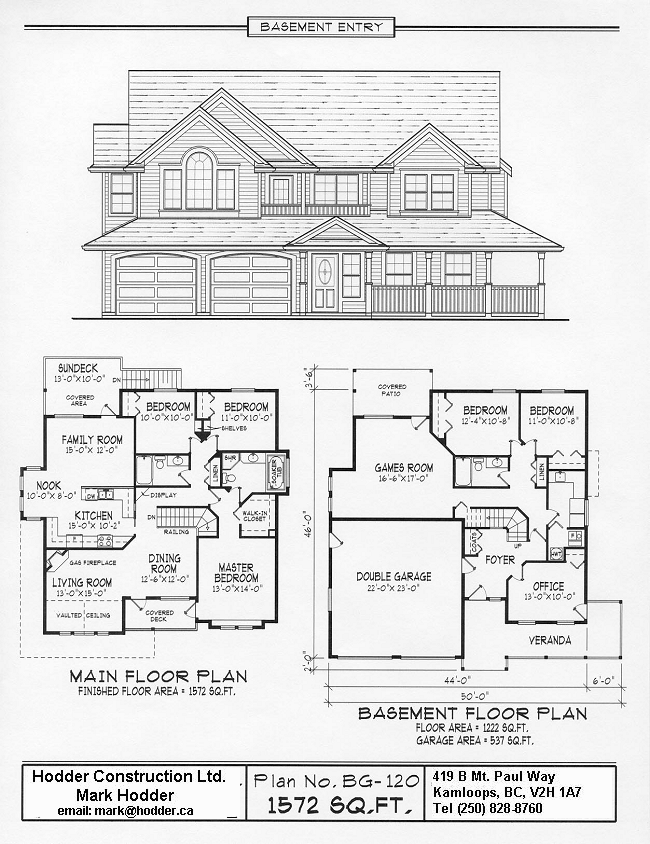 BASEMENT ENTRY
SUNDECK
13'-0"X10'-0"
DN
COVERED
AREA
BEDROOM
10'-0"X10'-0"
BEDROOM
11'-0"X10'-0"
SHELVES
FAMILY ROOM
15'-0"X 12'-0"
LINEN
SHR
SOAKER
TUB
NOOK
10'-0"X 8'-0"
DW
DISPLAY
KITCHEN
15'-0"X 10'-2"
DN
RAILING
WALK-IN
CLOSET
GAS FIREPLACE
DINING
ROOM
12'-6"X12'-0"
MASTER
BEDROOM
13'-0"X14'-0"
LIVING ROOM
13'-0"X 15'-0"
VAULTED CEILING
COVERED
DECK
MAIN FLOOR PLAN
FINISHED FLOOR AREA = 1572 SQ.FT.
3'-6"
COVERED
PATIO
BEDROOM
12'-4"X10'-8"
BEDROOM
11'-0"X 10'-8"
GAMES ROOM
16'-6"X 17'-0"
LINEN
46'-0"
COATS
UP
FOYER
HWT
DOUBLE GARAGE
22'-0"X 23'-0"
OFFICE
13'-0"X10'-0"
VERANDA
2'-0"
44'-0"
6'-0"
50'-0"
BASEMENT FLOOR PLAN
FLOOR AREA = 1222 SQ.FT.
GARAGE AREA = 537 SQ.FT.
Hodder Construction Ltd.
Mark Hodder
email: mark@hodder.ca
Plan No. BG-120
1572 SQ.FT.
419 B Mt. Paul Way
Kamloops, BC, V2H 1A7
Tel (250) 828-8760